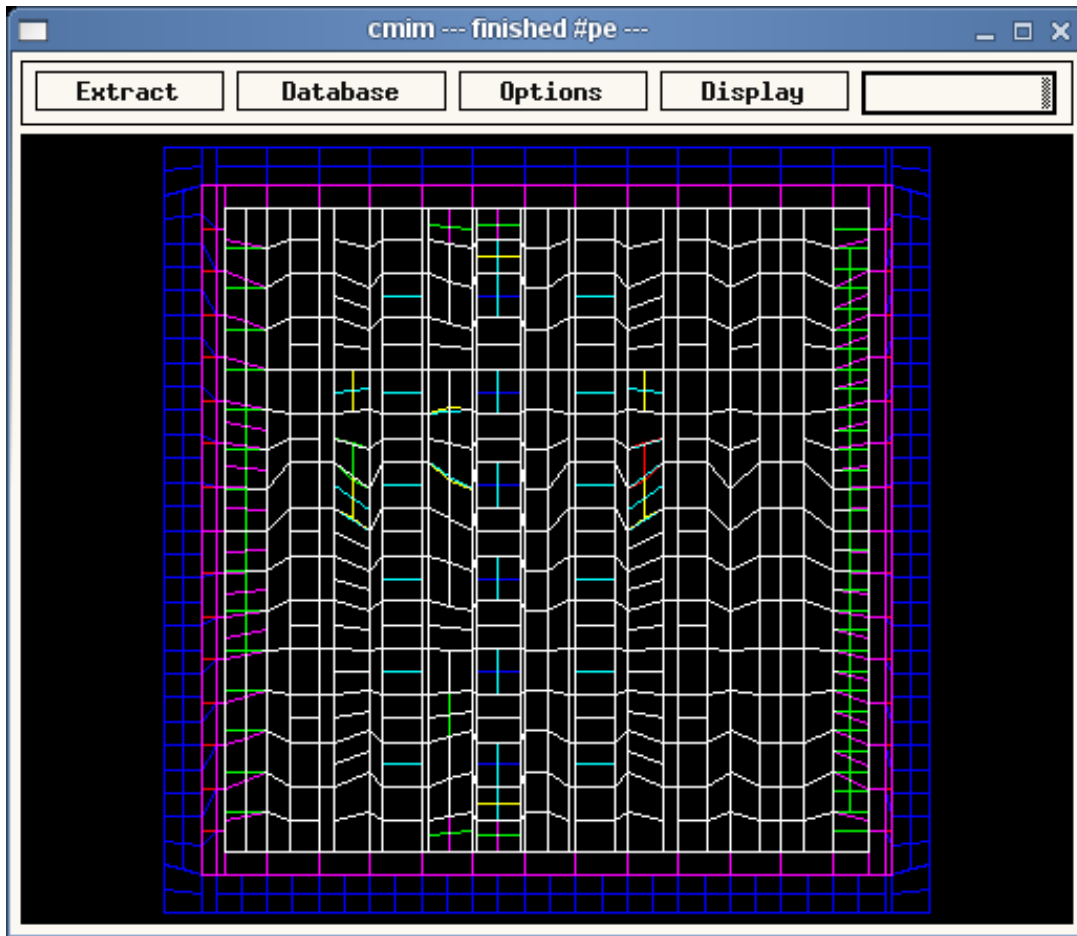 cmim --- finished #pe ---
Extract Database Options Display